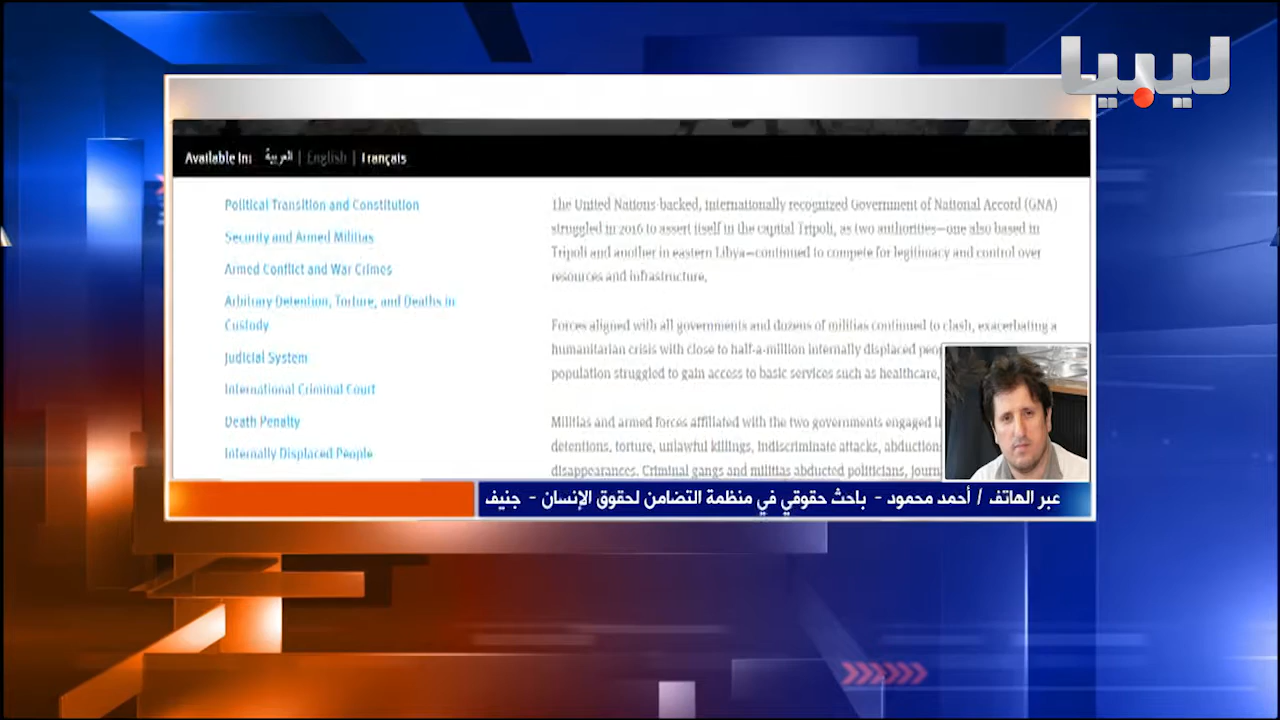 ليبيا
Available In: العربية | English | Français
Political Transition and Constitution
Security and Armed Militias
Armed Conflict and War Crimes
Arbitrary Detention, Torture, and Deaths in
Custody
Judicial System
International Criminal Court
Death Penalty
Internally Displaced People
The United Nations-backed, internationally recognized Government of National Accord (GNA)
struggled in 2016 to assert itself in the capital Tripoli, as two authorities—one also based in
Tripoli and another in eastern Libya—continued to compete for legitimacy and control over
resources and infrastructure.
Forces aligned with all governments and dozens of militias continued to clash, exacerbating a
humanitarian crisis with close to half-a-million internally displaced
population struggled to gain access to basic services such as healthcare,
Militias and armed forces affiliated with the two governments engaged
detentions, torture, unlawful killings, indiscriminate attacks,
disappearances. Criminal gangs and militias abducted politicians,
عبر الهاتف / أحمد محمود - باحث حقوقي في منظمة التضامن لحقوق الإنسان - جنيف